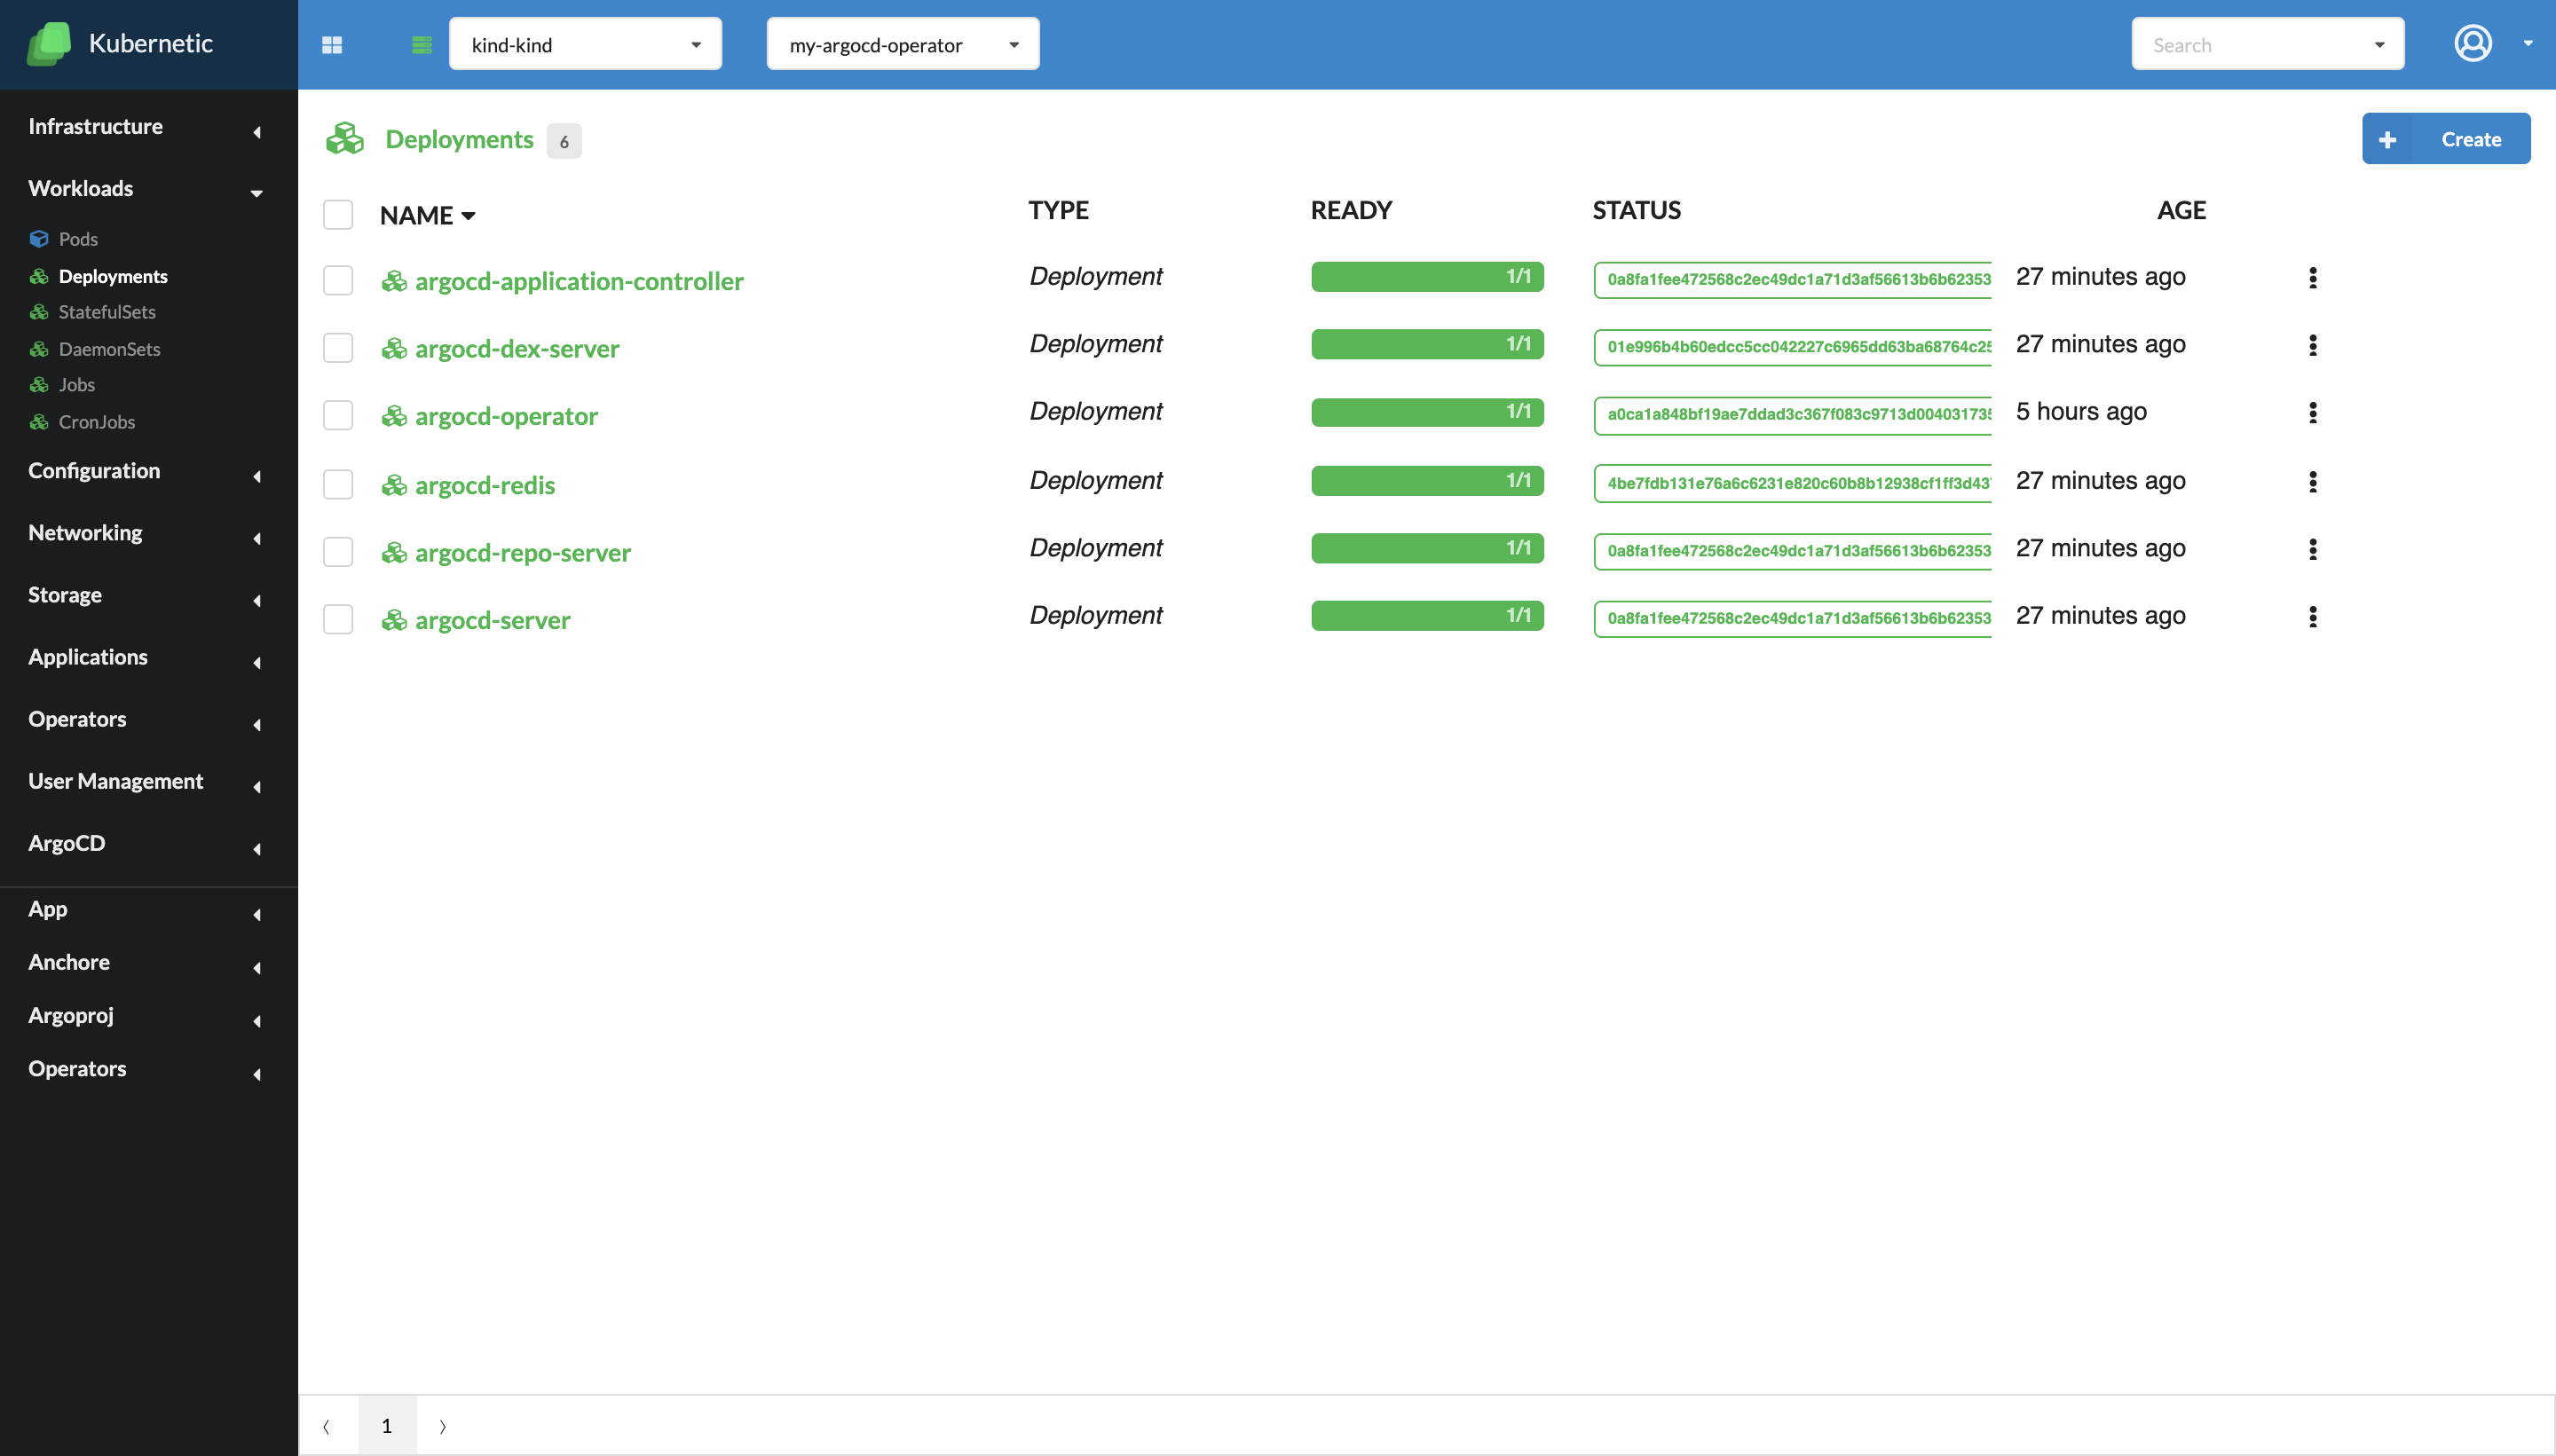 Kubernetic
kind-kind
my-argocd-operator
Search
Infrastructure
Workloads
Pods
Deployments
StatefulSets
DaemonSets
Jobs
CronJobs
Configuration
Networking
Storage
Applications
Operators
User Management
ArgoCD
App
Anchore
Argoproj
Operators
Deployments 6
+ Create
NAME TYPE READY STATUS AGE
argocd-application-controller Deployment 1/1 0a8fa1fee472568c2ec49dc1a71d3af56613b6b62353 27 minutes ago
argocd-dex-server Deployment 1/1 01e996b4b60edcc5cc042227c6965dd63ba68764c25 27 minutes ago
argocd-operator Deployment 1/1 a0ca1a848bf19ae7ddad3c367f083c9713d004031735 5 hours ago
argocd-redis Deployment 1/1 4be7fdb131e76a6c6231e820c60b8b12938cf1ff3d437 27 minutes ago
argocd-repo-server Deployment 1/1 0a8fa1fee472568c2ec49dc1a71d3af56613b6b62353 27 minutes ago
argocd-server Deployment 1/1 0a8fa1fee472568c2ec49dc1a71d3af56613b6b62353 27 minutes ago
1